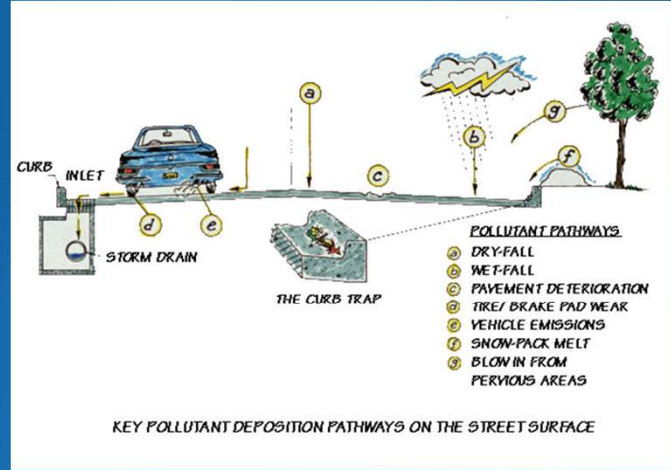 a
b
g
f
c
CURB
INLET
d
e
STORM DRAIN
THE CURB TRAP
POLLUTANT PATHWAYS
a DRY-FALL
b WET-FALL
c PAVEMENT DETERIORATION
d TIRE/ BRAKE PAD WEAR
e VEHICLE EMISSIONS
f SNOW-PACK MELT
g BLOW IN FROM
PERVIOUS AREAS
KEY POLLUTANT DEPOSITION PATHWAYS ON THE STREET SURFACE